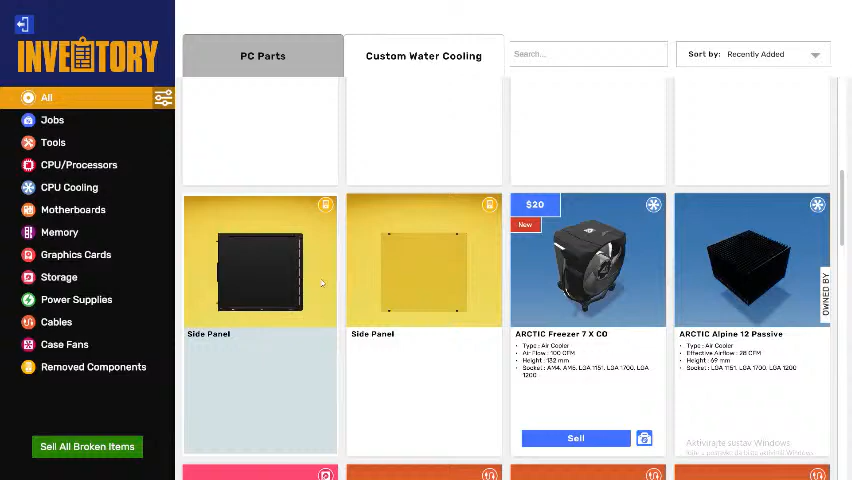 INVENTORY
PC Parts
Custom Water Cooling
Search...
Sort by: Recently Added
All
Jobs
Tools
CPU/Processors
CPU Cooling
Motherboards
Memory
Graphics Cards
Storage
Power Supplies
Cables
Case Fans
Removed Components
Sell All Broken Items
Side Panel
Side Panel
$20
New
ARCTIC Freezer 7 X CO
• Type : Air Cooler
• Air Flow : 100 CFM
• Height : 132 mm
• Socket : AM4, AM5, LGA 1151, LGA 1700, LGA
1200
Sell
OWNED BY
ARCTIC Alpine 12 Passive
• Type : Air Cooler
• Effective Airflow : 28 CFM
• Height : 69 mm
• Socket : LGA 1151, LGA 1700, LGA 1200
Aktivirajte sustav Windows